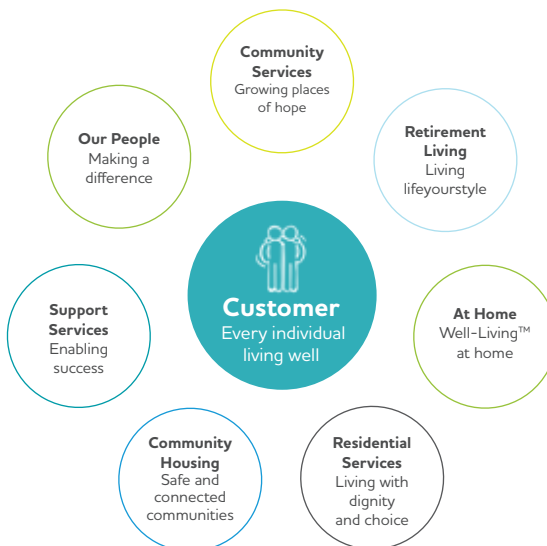 Community
Services
Growing places
of hope
Our People
Making a
difference
Retirement
Living
Living
lifeyourstyle
Customer
Every individual
living well
Support
Services
Enabling
success
At Home
Well-Living™
at home
Community
Housing
Safe and
connected
communities
Residential
Services
Living with
dignity
and choice